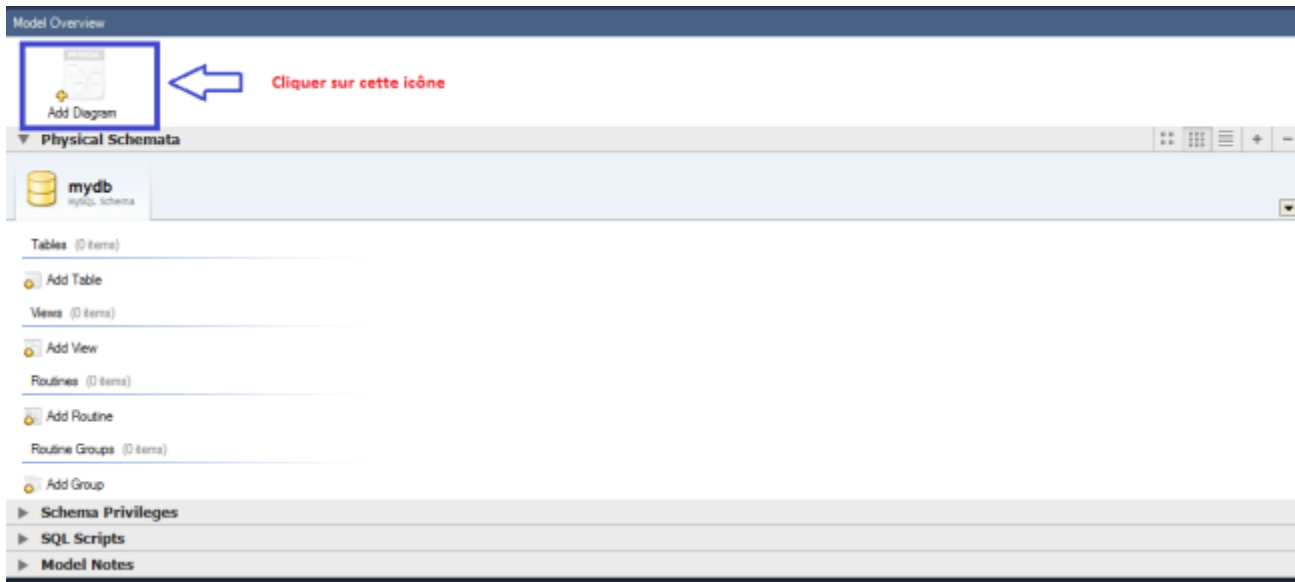 Model Overview
Cliquer sur cette icône
Add Diagram
Physical Schemata
mydb
MySQL Schema
Tables (0 items)
Add Table
Views (0 items)
Add View
Routines (0 items)
Add Routine
Routine Groups (0 items)
Add Group
Schema Privileges
SQL Scripts
Model Notes